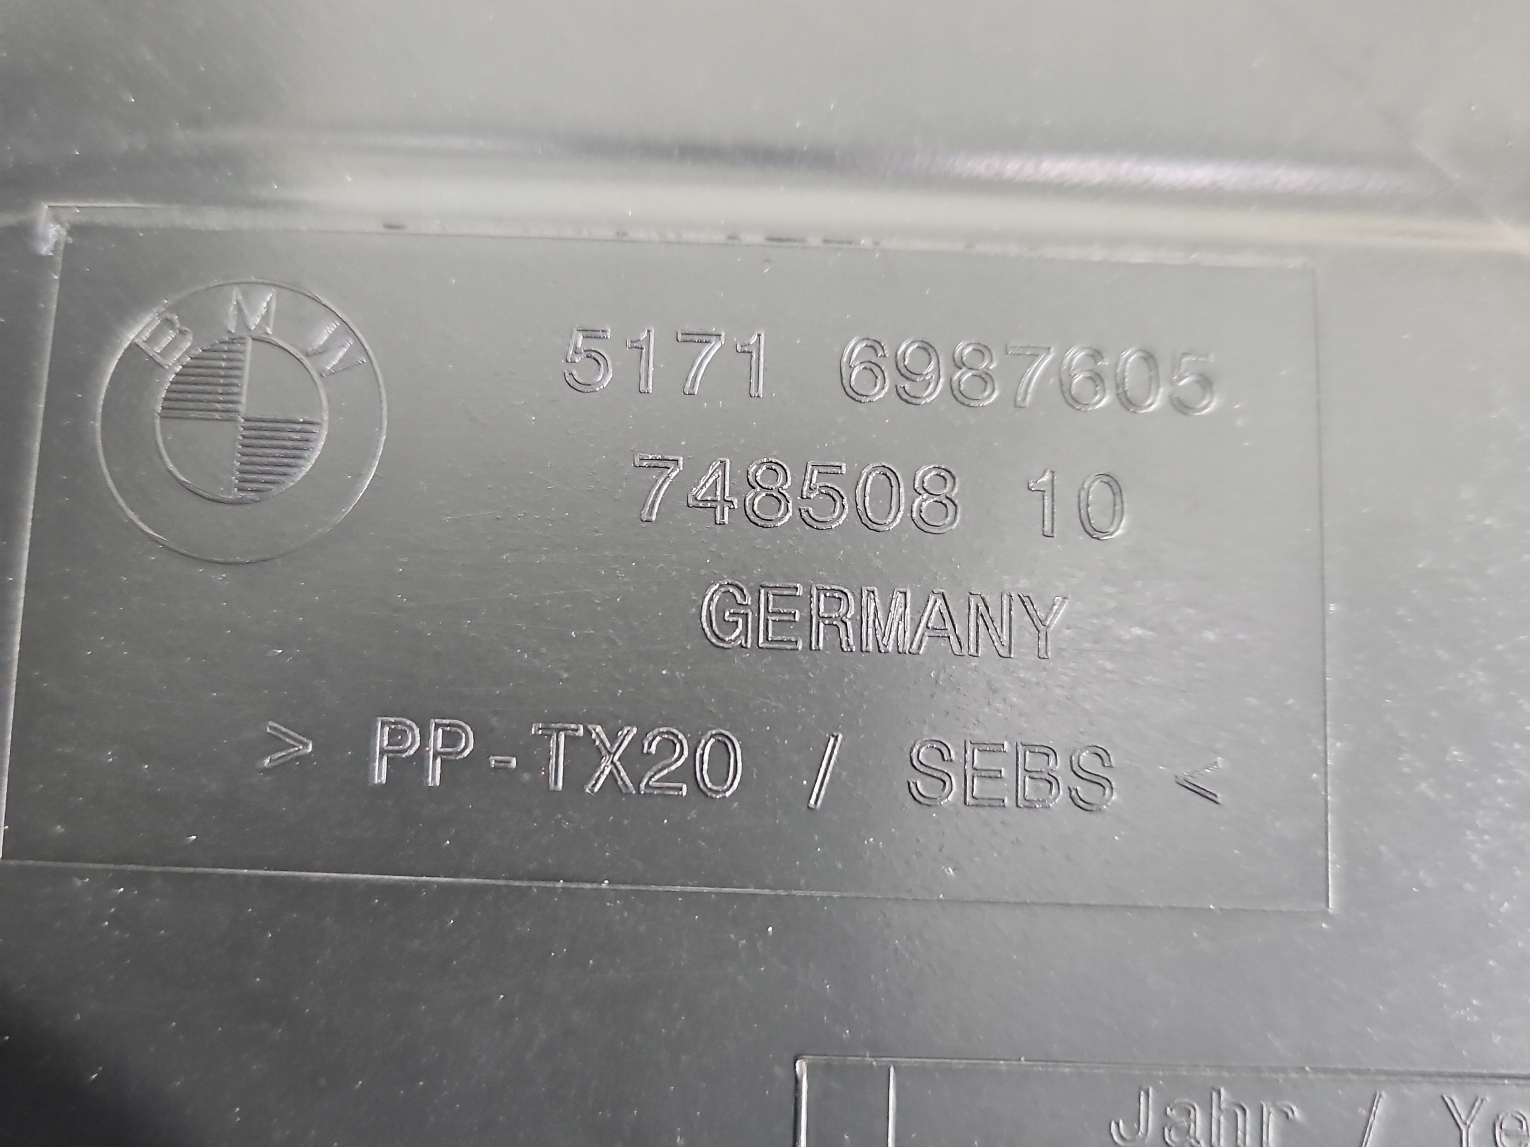 BMW
5171 6987605
748508 10
GERMANY
> PP-TX20 / SEBS <
Jahr / Ye